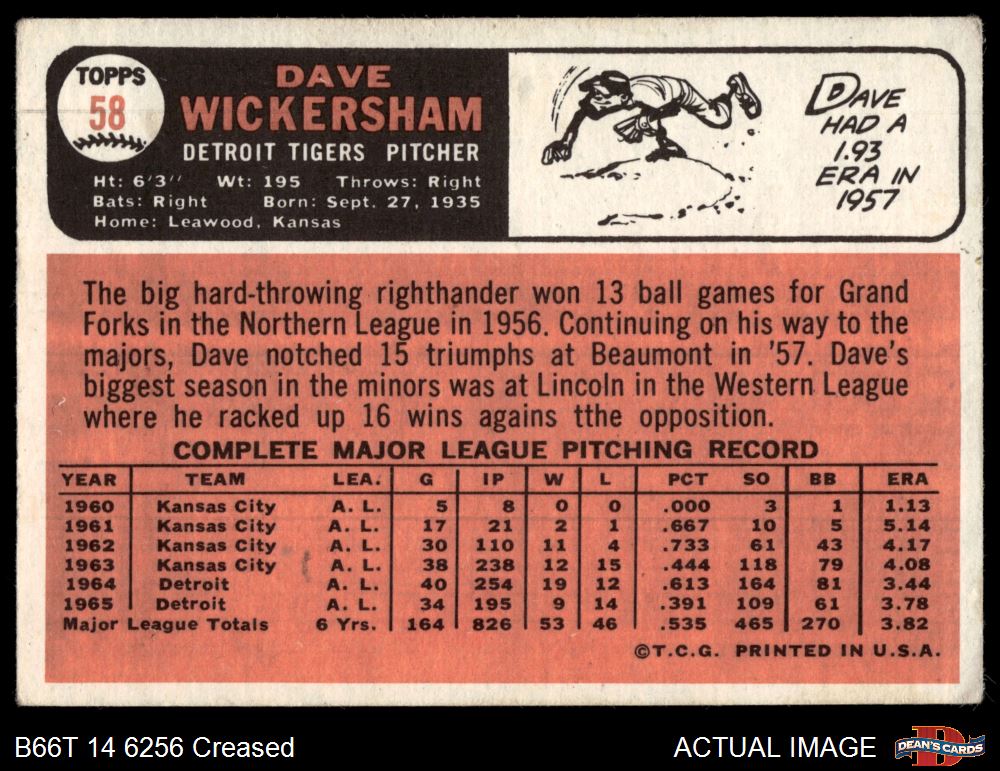 TOPPS
58
DAVE
WICKERSHAM
DETROIT TIGERS PITCHER
Ht: 6'3" Wt: 195 Throws: Right
Bats: Right Born: Sept. 27, 1935
Home: Leawood, Kansas
DAVE
HAD A
1.93
ERA IN
1957
The big hard-throwing righthander won 13 ball games for Grand
Forks in the Northern League in 1956. Continuing on his way to the
majors, Dave notched 15 triumphs at Beaumont in '57. Dave's
biggest season in the minors was at Lincoln in the Western League
where he racked up 16 wins agains tthe opposition.
COMPLETE MAJOR LEAGUE PITCHING RECORD
YEAR TEAM LEA. G IP W L PCT SO BB ERA
1960 Kansas City A. L. 5 8 0 0 .000 3 1 1.13
1961 Kansas City A. L. 17 21 2 1 .667 10 5 5.14
1962 Kansas City A. L. 30 110 11 4 .733 61 43 4.17
1963 Kansas City A. L. 38 238 12 15 .444 118 79 4.08
1964 Detroit A. L. 40 254 19 12 .613 164 81 3.44
1965 Detroit A. L. 34 195 9 14 .391 109 61 3.78
Major League Totals 6 Yrs. 164 826 53 46 .535 465 270 3.82
©T.C.G. PRINTED IN U.S.A.
B66T 14 6256 Creased
ACTUAL IMAGE
D
DEAN'S CARDS